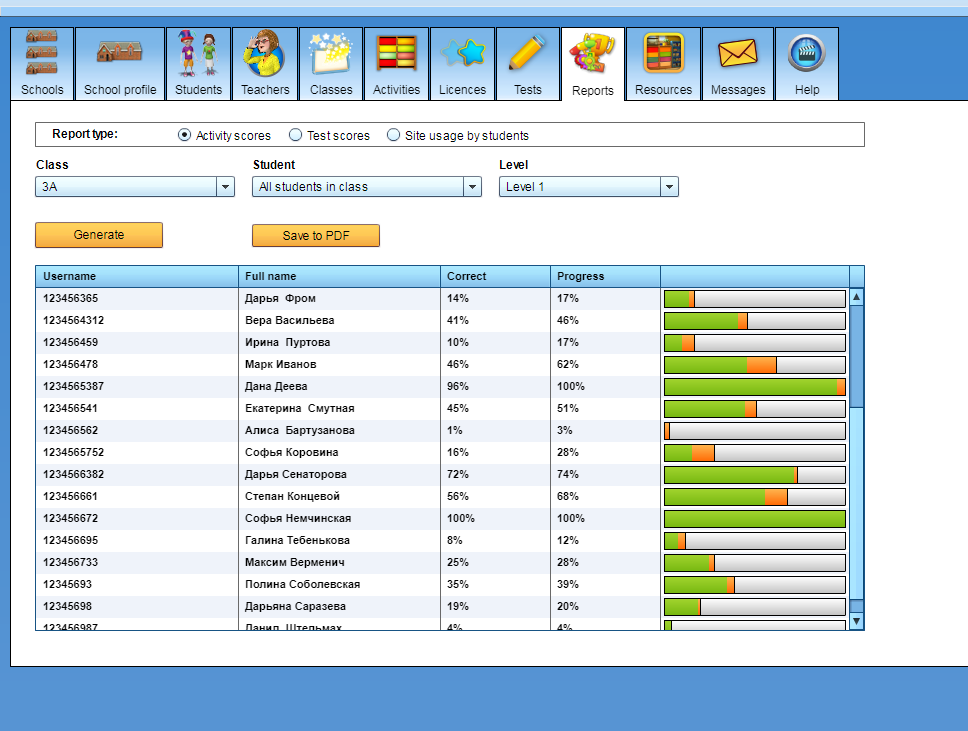 Schools School profile Students Teachers Classes Activities Licences Tests Reports Resources Messages Help
Report type: Activity scores Test scores Site usage by students
Class Student Level
3A All students in class Level 1
Generate Save to PDF
Username Full name Correct Progress
123456365 Дарья Фром 14% 17%
1234564312 Вера Васильева 41% 46%
123456459 Ирина Пуртова 10% 17%
123456478 Марк Иванов 46% 62%
1234565387 Дана Деева 96% 100%
123456541 Екатерина Смутная 45% 51%
123456562 Алиса Бартузанова 1% 3%
1234565752 Софья Коровина 16% 28%
1234566382 Дарья Сенаторова 72% 74%
123456661 Степан Концевой 56% 68%
123456672 Софья Немчинская 100% 100%
123456695 Галина Тебенькова 8% 12%
123456733 Максим Верменич 25% 28%
12345693 Полина Соболевская 35% 39%
12345698 Дарьяна Саразева 19% 20%
123456987 Данил Штельмах 4% 4%